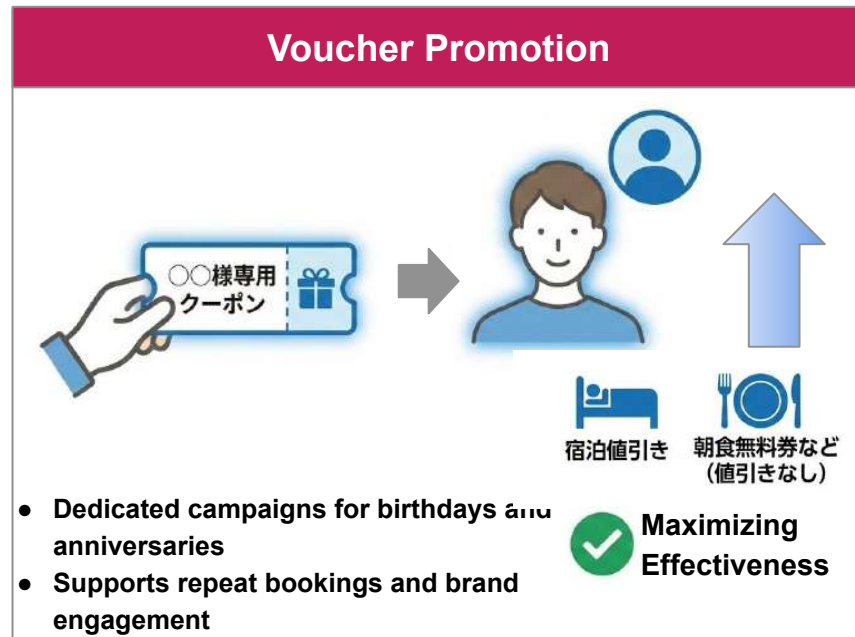 Voucher Promotion
○○様専用
クーポン
宿泊値引き
朝食無料券など
(値引きなし)
● Dedicated campaigns for birthdays and
anniversaries
● Supports repeat bookings and brand
engagement
Maximizing
Effectiveness